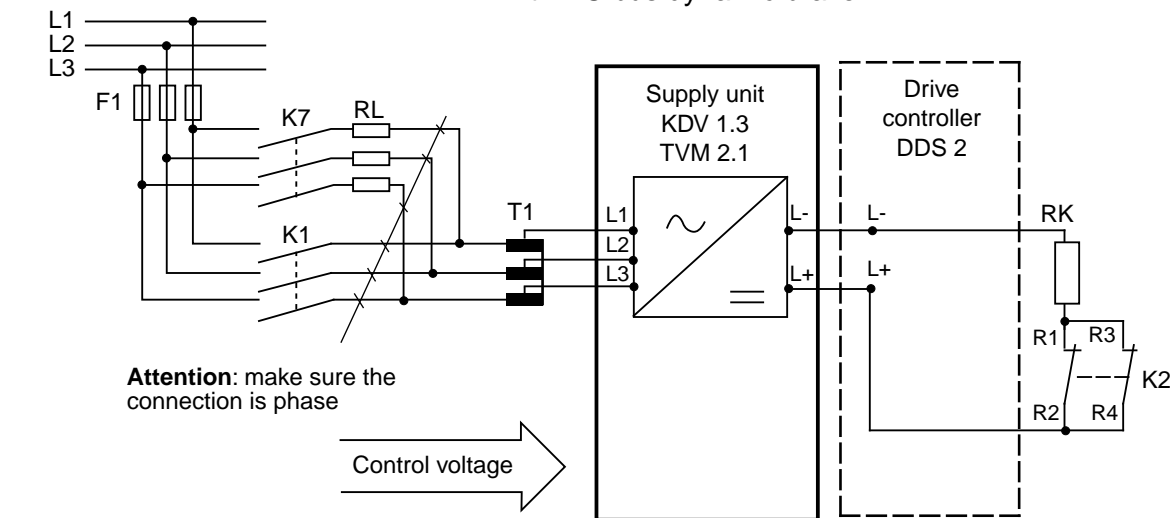 L1
L2
L3
F1
K7
RL
K1
T1
Supply unit
KDV 1.3
TVM 2.1
L1
L2
L3
L-
L+
Drive
controller
DDS 2
L-
L+
RK
R1
R3
K2
R2
R4
Attention: make sure the
connection is phase
Control voltage